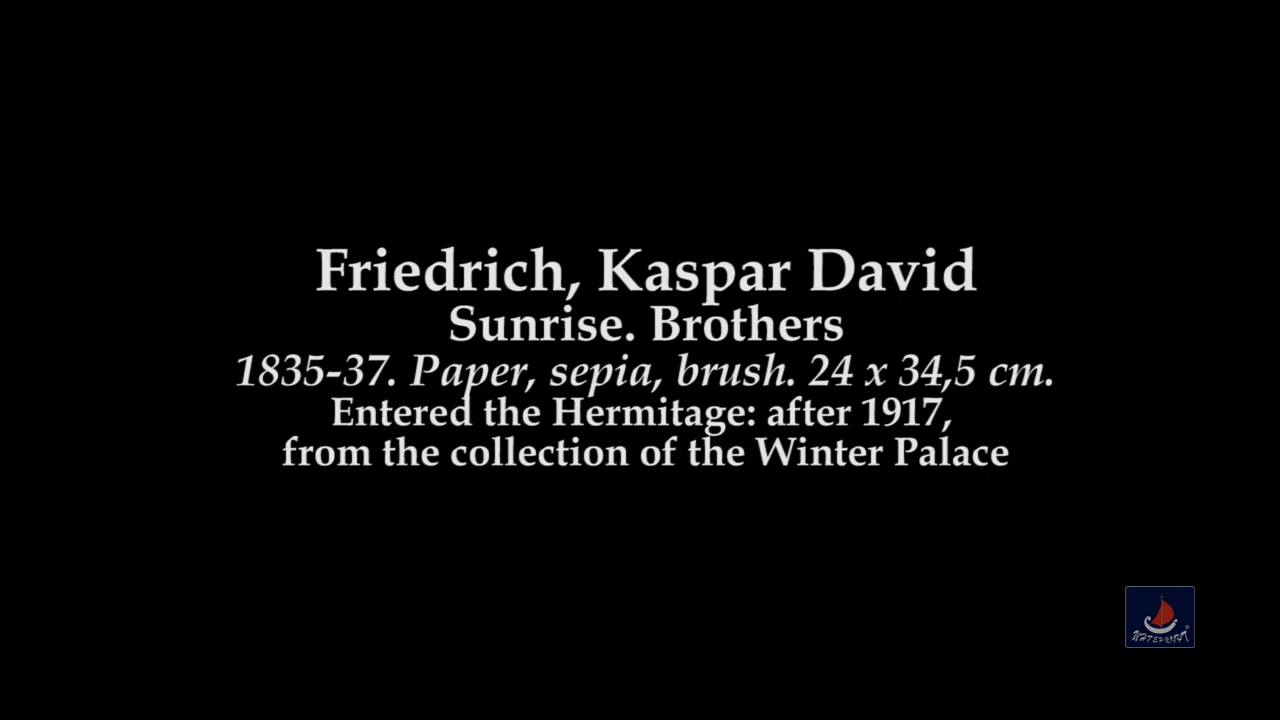 Friedrich, Kaspar David
Sunrise. Brothers
1835-37. Paper, sepia, brush. 24 x 34,5 cm.
Entered the Hermitage: after 1917,
from the collection of the Winter Palace